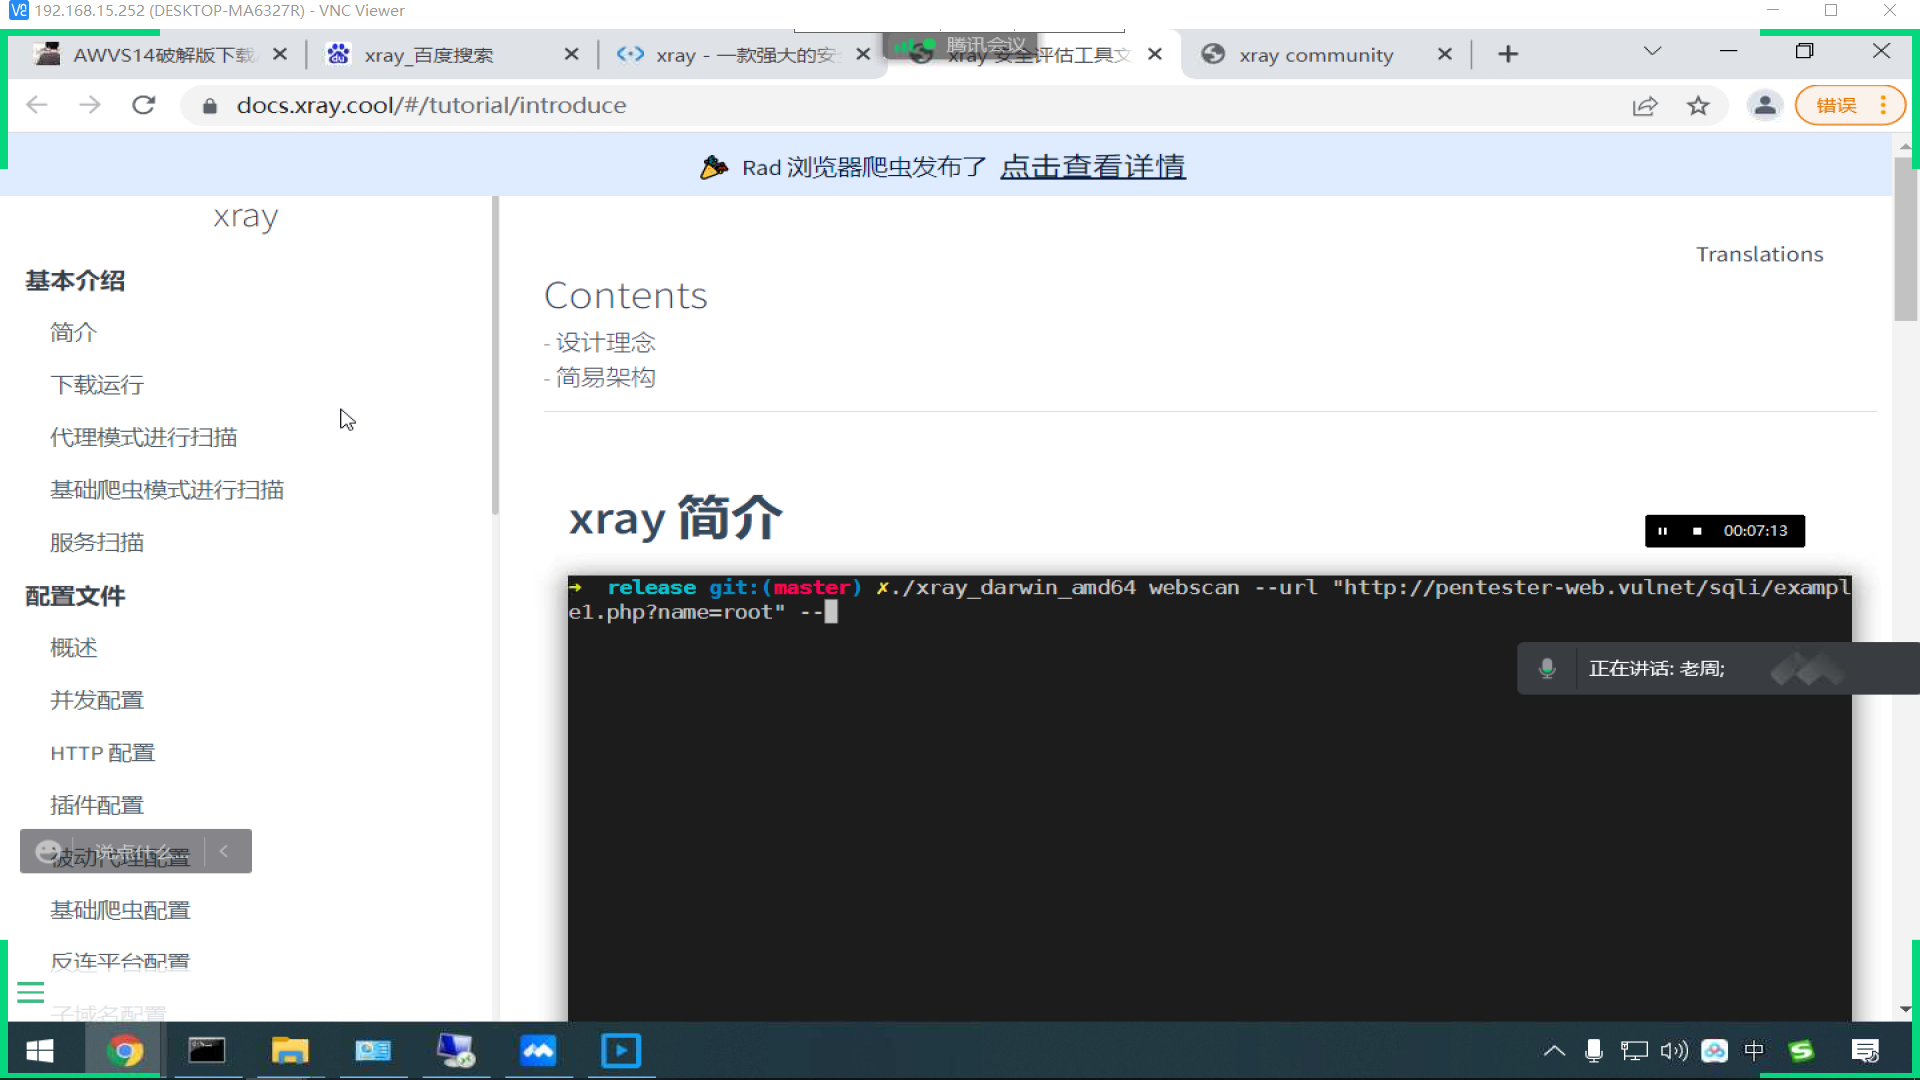 192.168.15.252 (DESKTOP-MA6327R) - VNC Viewer
AWVS14破解版下载
xray_百度搜索
xray - 一款强大的安
腾讯会议
xray 安全评估工具文
xray community
docs.xray.cool/#/tutorial/introduce
错误
Rad 浏览器爬虫发布了 点击查看详情
xray
Translations
基本介绍
Contents
简介
- 设计理念
下载运行
- 简易架构
代理模式进行扫描
基础爬虫模式进行扫描
xray 简介
服务扫描
00:07:13
配置文件
➜ release git:(master) ✗./xray_darwin_amd64 webscan --url "http://pentester-web.vulnet/sqli/exampl
e1.php?name=root" --
概述
正在讲话: 老周;
并发配置
HTTP 配置
插件配置
说点什么...
被动代理配置
基础爬虫配置
反连平台配置
子域名配置
中